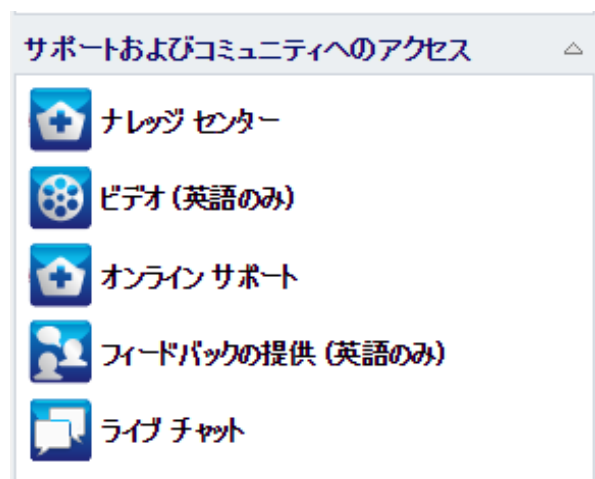 サポートおよびコミュニティへのアクセス
ナレッジ センター
ビデオ (英語のみ)
オンライン サポート
フィードバックの提供 (英語のみ)
ライブ チャット